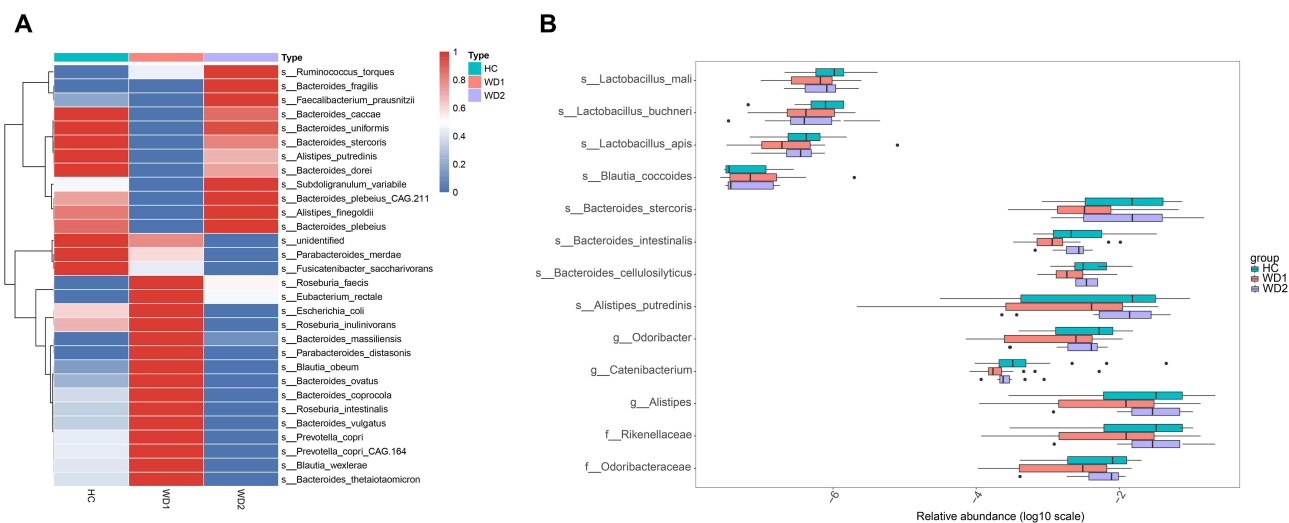 A
Type
s__Ruminococcus_torques
s__Bacteroides_fragilis
s__Faecalibacterium_prausnitzii
s__Bacteroides_caccae
s__Bacteroides_uniformis
s__Bacteroides_stercoris
s__Alistipes_putredinis
s__Bacteroides_dorei
s__Subdoligranulum_variabile
s__Bacteroides_plebeius_CAG.211
s__Alistipes_finegoldii
s__Bacteroides_plebeius
s__unidentified
s__Parabacteroides_merdae
s__Fusicatenibacter_saccharivorans
s__Roseburia_faecis
s__Eubacterium_rectale
s__Escherichia_coli
s__Roseburia_inulinivorans
s__Bacteroides_massiliensis
s__Parabacteroides_distasonis
s__Blautia_obeum
s__Bacteroides_ovatus
s__Bacteroides_coprocola
s__Roseburia_intestinalis
s__Bacteroides_vulgatus
s__Prevotella_copri
s__Prevotella_copri_CAG.164
s__Blautia_wexlerae
s__Bacteroides_thetaiotaomicron
HC
WD1
WD2
1
0.8
0.6
0.4
0.2
0
Type
HC
WD1
WD2
B
s__Lactobacillus_mali
s__Lactobacillus_buchneri
s__Lactobacillus_apis
s__Blautia_coccoides
s__Bacteroides_stercoris
s__Bacteroides_intestinalis
s__Bacteroides_cellulosilyticus
s__Alistipes_putredinis
g__Odoribacter
g__Catenibacterium
g__Alistipes
f__Rikenellaceae
f__Odoribacteraceae
-6
-4
-2
Relative abundance (log10 scale)
group
HC
WD1
WD2